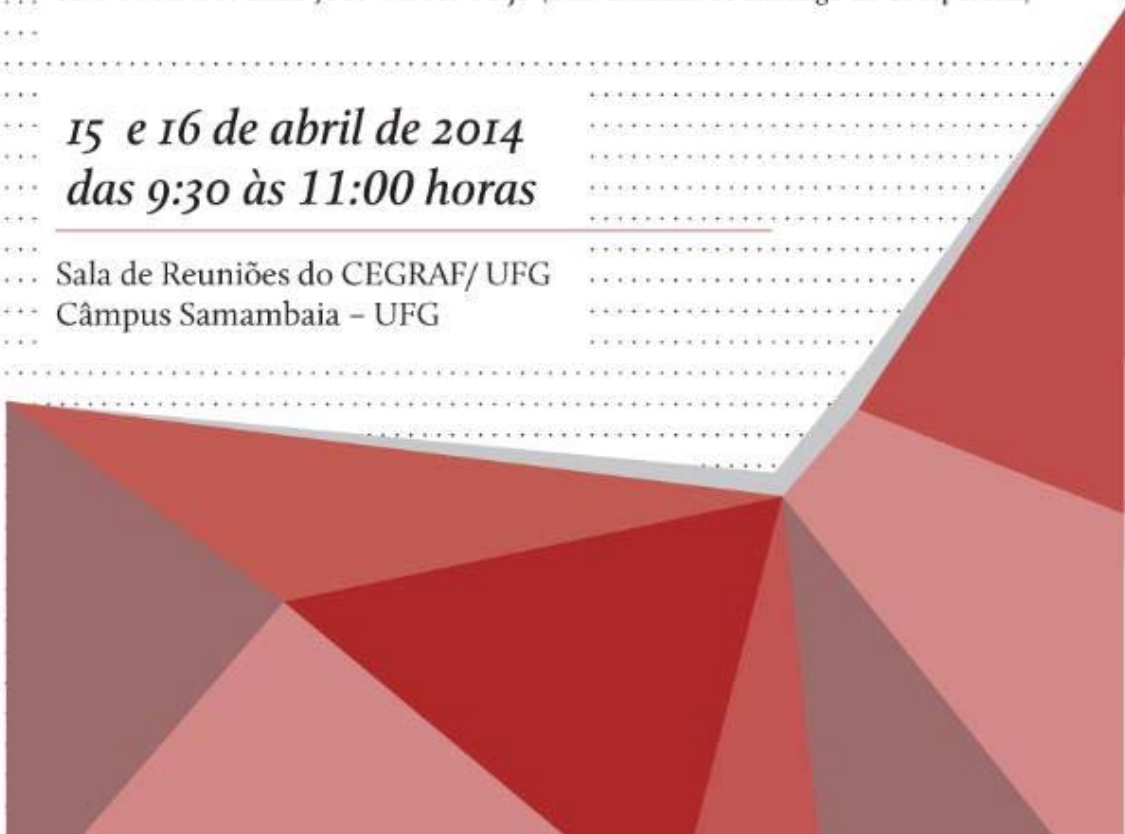 15 e 16 de abril de 2014
das 9:30 às 11:00 horas
Sala de Reuniões do CEGRAF/ UFG
Câmpus Samambaia – UFG